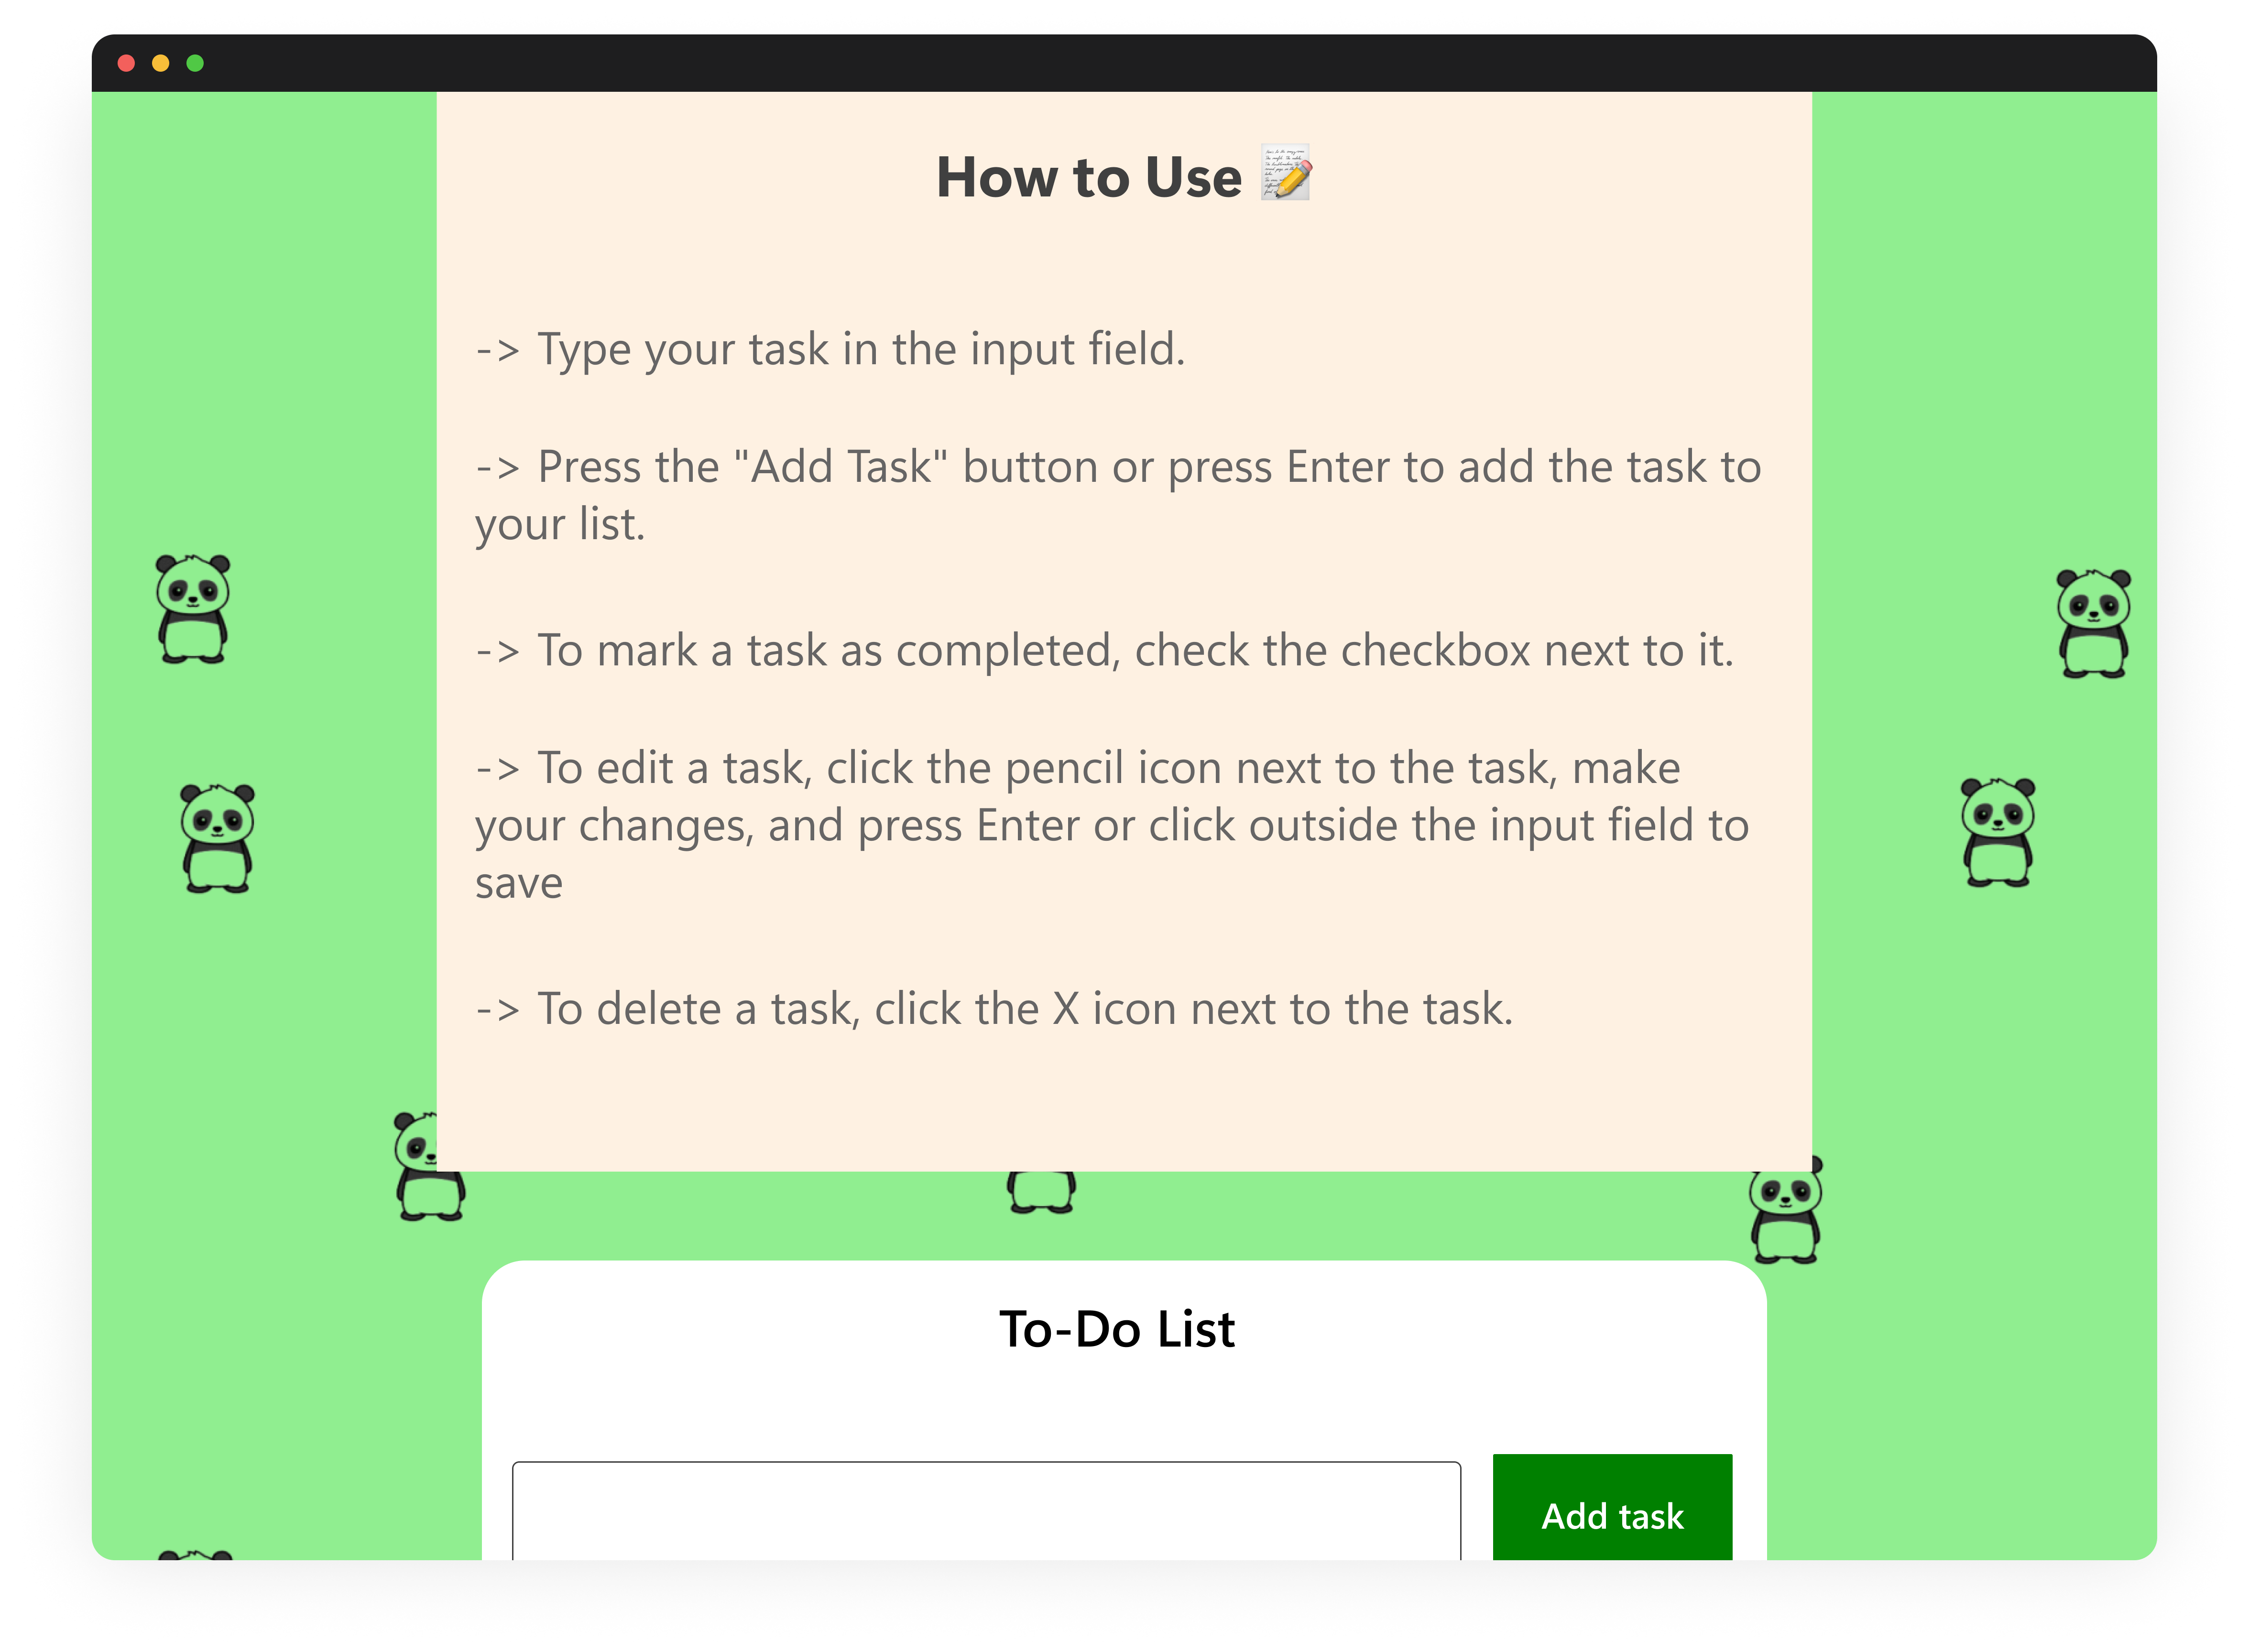 How to Use 📝
-> Type your task in the input field.
-> Press the "Add Task" button or press Enter to add the task to
your list.
-> To mark a task as completed, check the checkbox next to it.
-> To edit a task, click the pencil icon next to the task, make
your changes, and press Enter or click outside the input field to
save
-> To delete a task, click the X icon next to the task.
To-Do List
Add task